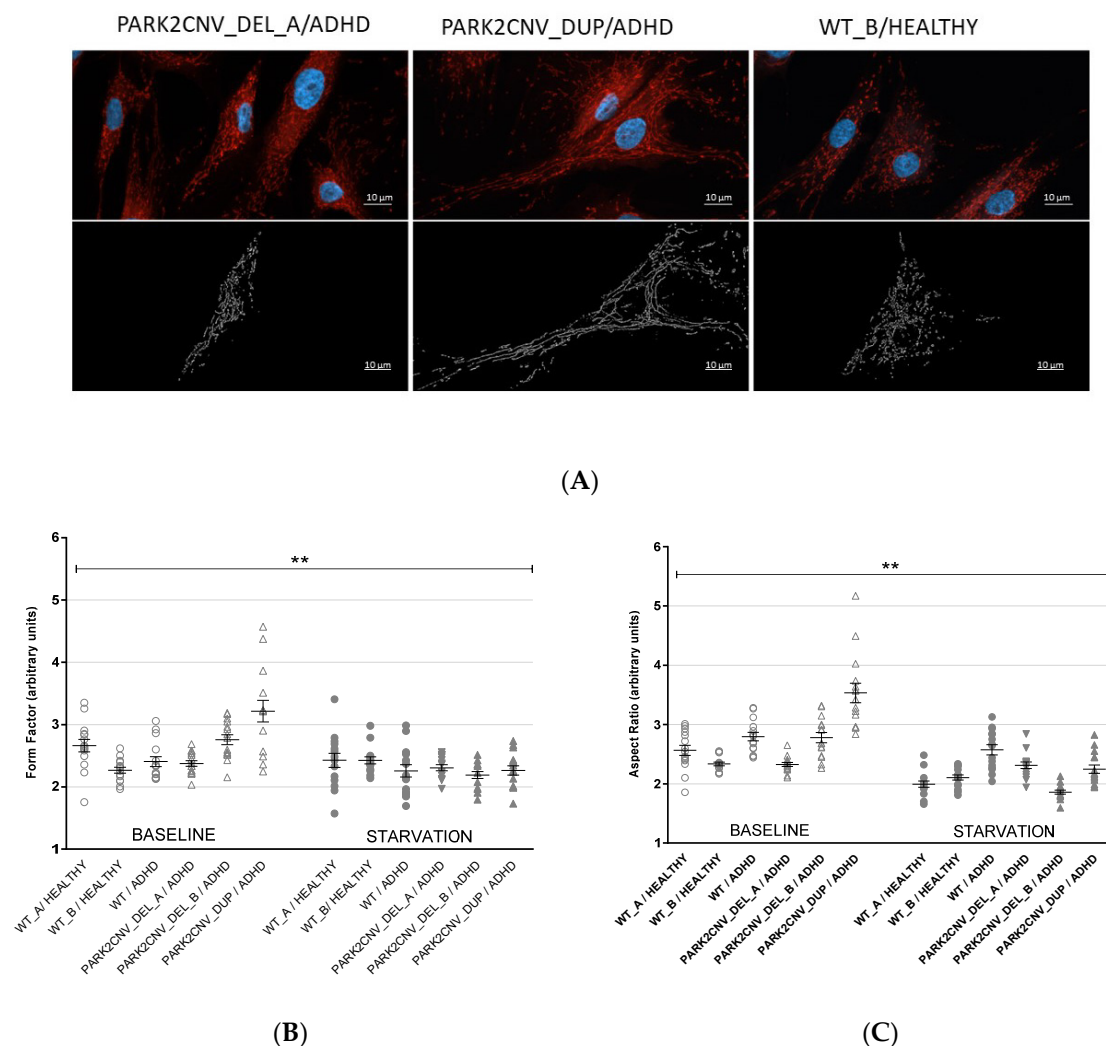 PARK2CNV_DEL_A/ADHD PARK2CNV_DUP/ADHD WT_B/HEALTHY
10 µm 10 µm 10 µm
10 µm 10 µm 10 µm
(A)
Form Factor (arbitrary units)
6
5
4
3
2
1
**
BASELINE STARVATION
WT_A/ HEALTHY
WT_B/ HEALTHY
WT / ADHD
PARK2CNV_DEL_A / ADHD
PARK2CNV_DEL_B / ADHD
PARK2CNV_DUP / ADHD
WT_A / HEALTHY
WT_B/ HEALTHY
WT / ADHD
PARK2CNV_DEL_A / ADHD
PARK2CNV_DEL_B / ADHD
PARK2CNV_DUP / ADHD
(B)
Aspect Ratio (arbitrary units)
6
5
4
3
2
1
**
BASELINE STARVATION
WT_A / HEALTHY
WT_B / HEALTHY
WT / ADHD
PARK2CNV_DEL_A / ADHD
PARK2CNV_DEL_B / ADHD
PARK2CNV_DUP / ADHD
WT_A / HEALTHY
WT_B / HEALTHY
WT / ADHD
PARK2CNV_DEL_A / ADHD
PARK2CNV_DEL_B / ADHD
PARK2CNV_DUP / ADHD
(C)